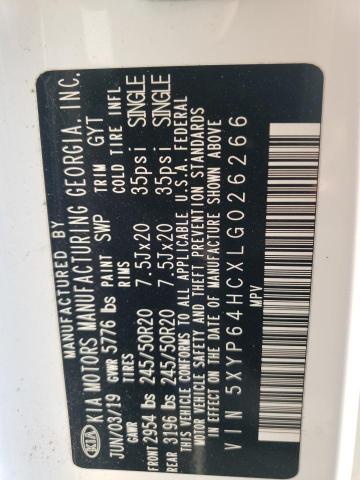 MANUFACTURED BY
KIA KIA MOTORS MANUFACTURING GEORGIA, INC.
JUN/03/19 GVWR 5776 lbs PAINT SWP TRIM GYT
GAWR TIRES RIMS COLD TIRE INFL
FRONT 2954 lbs 245/50R20 7.5Jx20 35psi SINGLE
REAR 3196 lbs 245/50R20 7.5Jx20 35psi SINGLE
THIS VEHICLE CONFORMS TO ALL APPLICABLE U.S.A. FEDERAL
MOTOR VEHICLE SAFETY AND THEFT PREVENTION STANDARDS
IN EFFECT ON THE DATE OF MANUFACTURE SHOWN ABOVE
VIN 5XYP64HCXLG026266
MPV